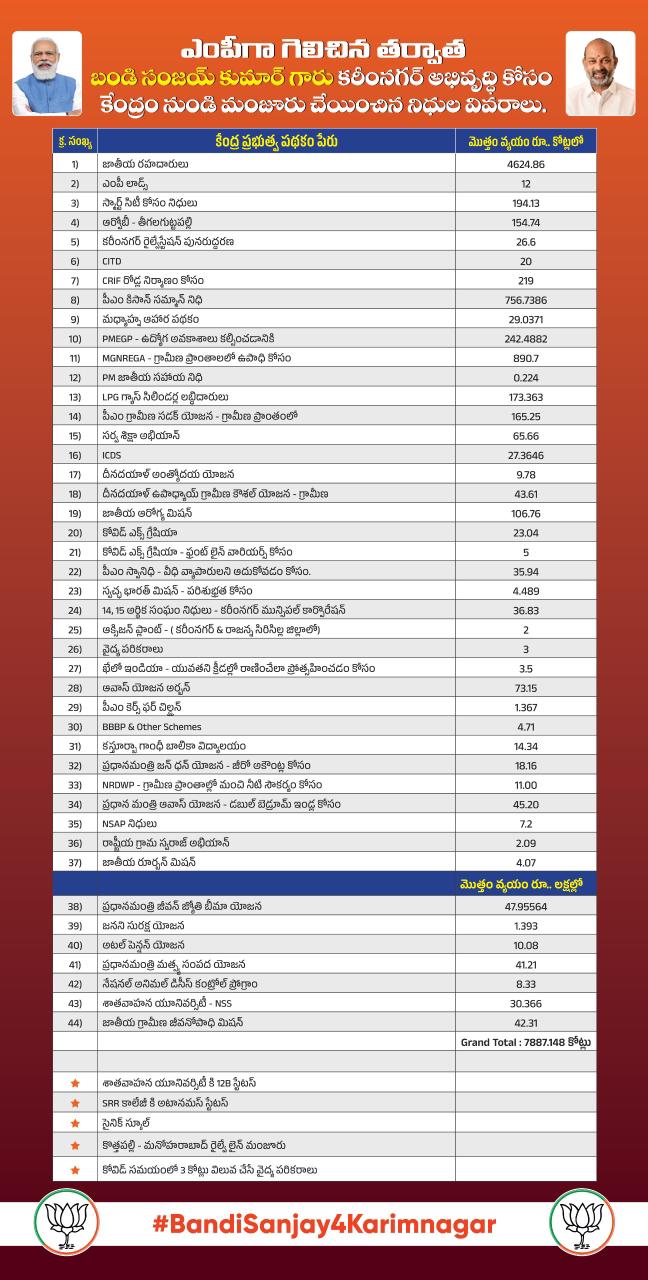 ఎంపీగా గెలిచిన తర్వాత
బండి సంజయ్ కుమార్ గారు కరీంనగర్ అభివృద్ధి కోసం
కేంద్రం నుండి మంజూరు చేయించిన నిధుల వివరాలు.
క్ర. సంఖ్య కేంద్ర ప్రభుత్వ పథకం పేరు మొత్తం వ్యయం రూ.. కోట్లలో
1) జాతీయ రహదారులు 4624.86
2) ఎంపీ లాడ్స్ 12
3) స్మార్ట్ సిటీ కోసం నిధులు 194.13
4) ఆర్వోబీ - తీగలగుట్టపల్లి 154.74
5) కరీంనగర్ రైల్వేస్టేషన్ పునరుద్దరణ 26.6
6) CITD 20
7) CRIF రోడ్ల నిర్మాణం కోసం 219
8) పీఎం కిసాన్ సమ్మాన్ నిధి 756.7386
9) మధ్యాహ్న ఆహార పథకం 29.0371
10) PMEGP - ఉద్యోగ అవకాశాలు కల్పించడానికి 242.4882
11) MGNREGA - గ్రామీణ ప్రాంతాలలో ఉపాధి కోసం 890.7
12) PM జాతీయ సహాయ నిధి 0.224
13) LPG గ్యాస్ సిలిండర్ల లబ్ధిదారులు 173.363
14) పీఎం గ్రామీణ సడక్ యోజన - గ్రామీణ ప్రాంతంలో 165.25
15) సర్వ శిక్షా అభియాన్ 65.66
16) ICDS 27.3646
17) దీనదయాళ్ అంత్యోదయ యోజన 9.78
18) దీనదయాళ్ ఉపాధ్యాయ్ గ్రామీణ కౌశల్ యోజన - గ్రామీణ 43.61
19) జాతీయ ఆరోగ్య మిషన్ 106.76
20) కోవిడ్ ఎక్స్ గ్రేషియా 23.04
21) కోవిడ్ ఎక్స్ గ్రేషియా - ఫ్రంట్ లైన్ వారియర్స్ కోసం 5
22) పీఎం స్వానిధి - వీధి వ్యాపారులని ఆదుకోవడం కోసం. 35.94
23) స్వచ్ఛ భారత్ మిషన్ - పరిశుభ్రత కోసం 4.489
24) 14, 15 ఆర్థిక సంఘం నిధులు - కరీంనగర్ మున్సిపల్ కార్పొరేషన్ 36.83
25) ఆక్సిజన్ ప్లాంట్ - ( కరీంనగర్ & రాజన్న సిరిసిల్ల జిల్లాలో) 2
26) వైద్య పరికరాలు 3
27) ఖేలో ఇండియా - యువతని క్రీడల్లో రాణించేలా ప్రోత్సహించడం కోసం 3.5
28) ఆవాస్ యోజన అర్బన్ 73.15
29) పీఎం కెర్స్ ఫర్ చిల్డ్రన్ 1.367
30) BBBP & Other Schemes 4.71
31) కస్తూర్బా గాంధీ బాలికా విద్యాలయం 14.34
32) ప్రధానమంత్రి జన్ ధన్ యోజన - జీరో అకౌంట్ల కోసం 18.16
33) NRDWP - గ్రామీణ ప్రాంతాల్లో మంచి నీటి సౌకర్యం కోసం 11.00
34) ప్రధాన మంత్రి ఆవాస్ యోజన - డబుల్ బెడ్రూమ్ ఇండ్ల కోసం 45.20
35) NSAP నిధులు 7.2
36) రాష్ట్రీయ గ్రామ స్వరాజ్ అభియాన్ 2.09
37) జాతీయ రూర్బన్ మిషన్ 4.07
మొత్తం వ్యయం రూ.. లక్షల్లో
38) ప్రధానమంత్రి జీవన్ జ్యోతి బీమా యోజన 47.95564
39) జనని సురక్ష యోజన 1.393
40) అటల్ పెన్షన్ యోజన 10.08
41) ప్రధానమంత్రి మత్స్య సంపద యోజన 41.21
42) నేషనల్ అనిమల్ డిసీస్ కంట్రోల్ ప్రోగ్రాం 8.33
43) శాతవాహన యూనివర్సిటీ - NSS 30.366
44) జాతీయ గ్రామీణ జీవనోపాధి మిషన్ 42.31
Grand Total : 7887.148 కోట్లు
శాతవాహన యూనివర్సిటీ కి 12B స్టేటస్
SRR కాలేజీ కి అటానమస్ స్టేటస్
సైనిక్ స్కూల్
కొత్తపల్లి - మనోహరాబాద్ రైల్వే లైన్ మంజూరు
కోవిడ్ సమయంలో 3 కోట్లు విలువ చేసే వైద్య పరికరాలు
#BandiSanjay4Karimnagar